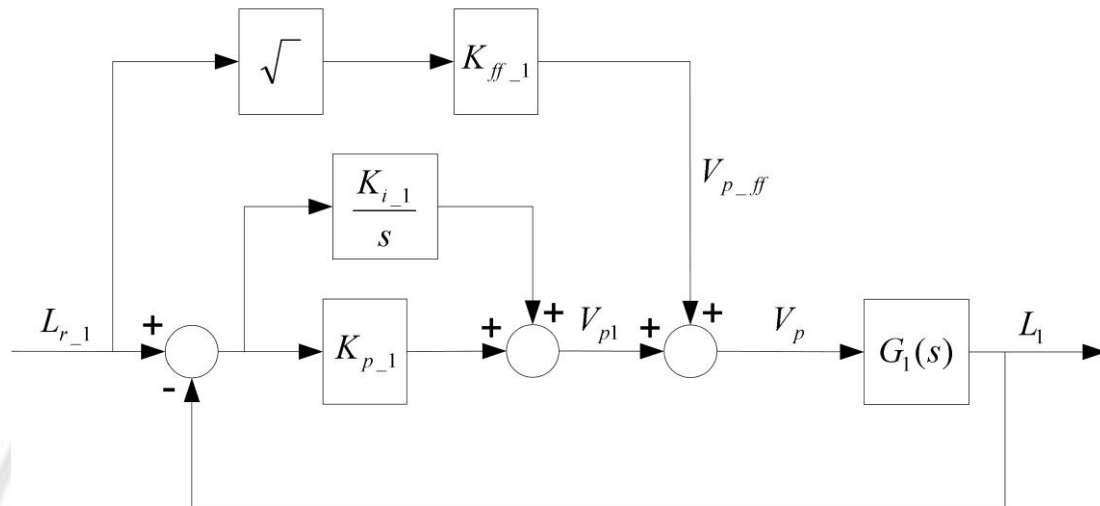 √
K_ff_1
V_p_ff
K_i_1
s
L_r_1
+
-
K_p_1
+
+
V_p1
+
+
V_p
G_1(s)
L_1